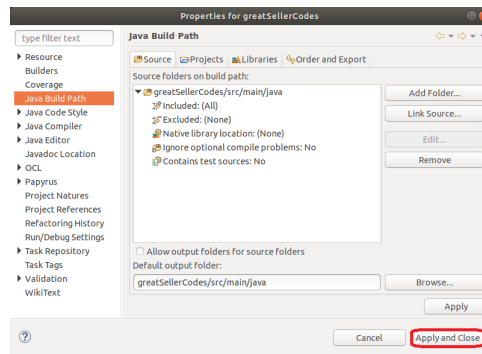 Properties for greatSellerCodes
type filter text
Java Build Path
Resource
Builders
Coverage
Java Build Path
Java Code Style
Java Compiler
Java Editor
Javadoc Location
OCL
Papyrus
Project Natures
Project References
Refactoring History
Run/Debug Settings
Task Repository
Task Tags
Validation
WikiText
Source
Projects
Libraries
Order and Export
Source folders on build path:
greatSellerCodes/src/main/java
Included: (All)
Excluded: (None)
Native library location: (None)
Ignore optional compile problems: No
Contains test sources: No
Add Folder...
Link Source...
Edit...
Remove
Allow output folders for source folders
Default output folder:
greatSellerCodes/src/main/java
Browse...
Apply
Cancel
Apply and Close